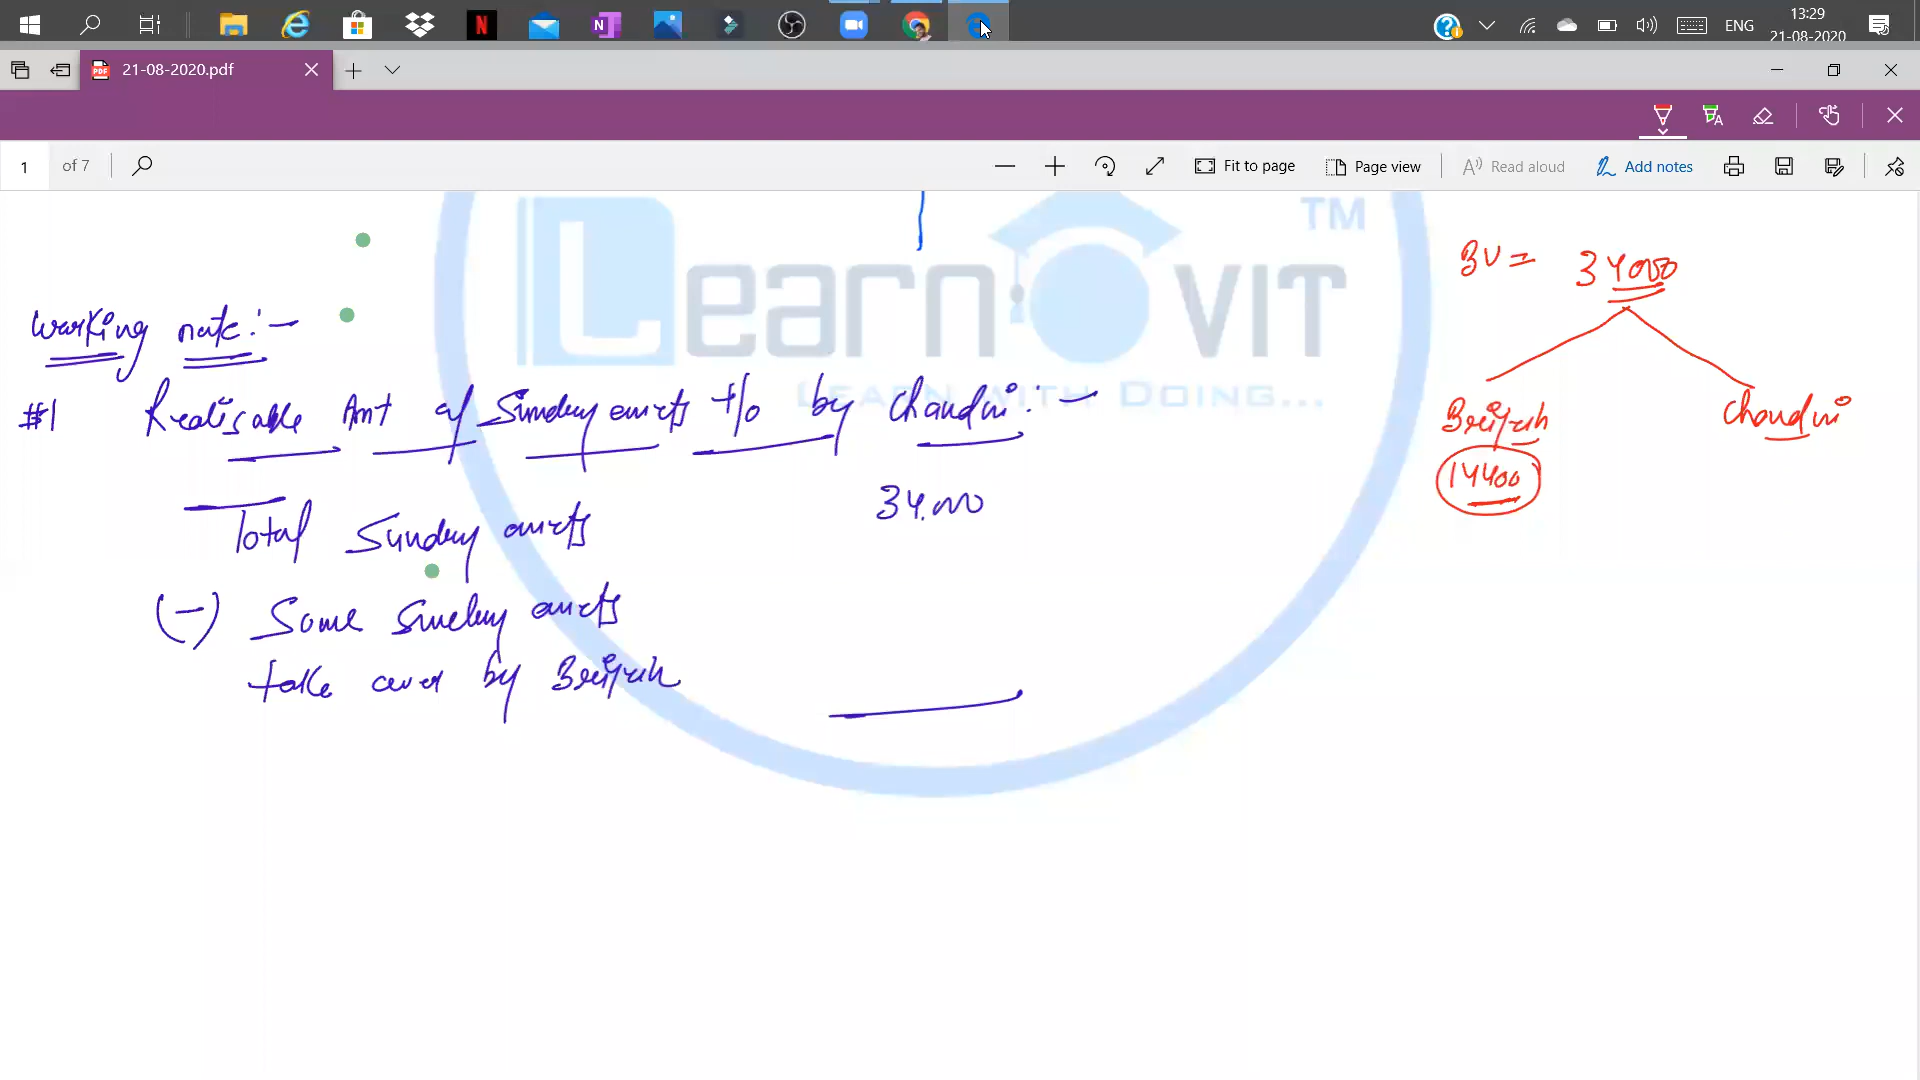 13:29
ENG
21-08-2020
21-08-2020.pdf
1 of 7
Fit to page
Page view
Read aloud
Add notes
TM
LEARNOVIT
LEARN WITH DOING...
Working note:-
#1 Realisable Amt of Sundry assets t/o by Chandni:-
Total Sundry assets 34,000
(-) Some Sundry assets
take over by Brijesh
BV = 34000
Brijesh
Chandni
14400